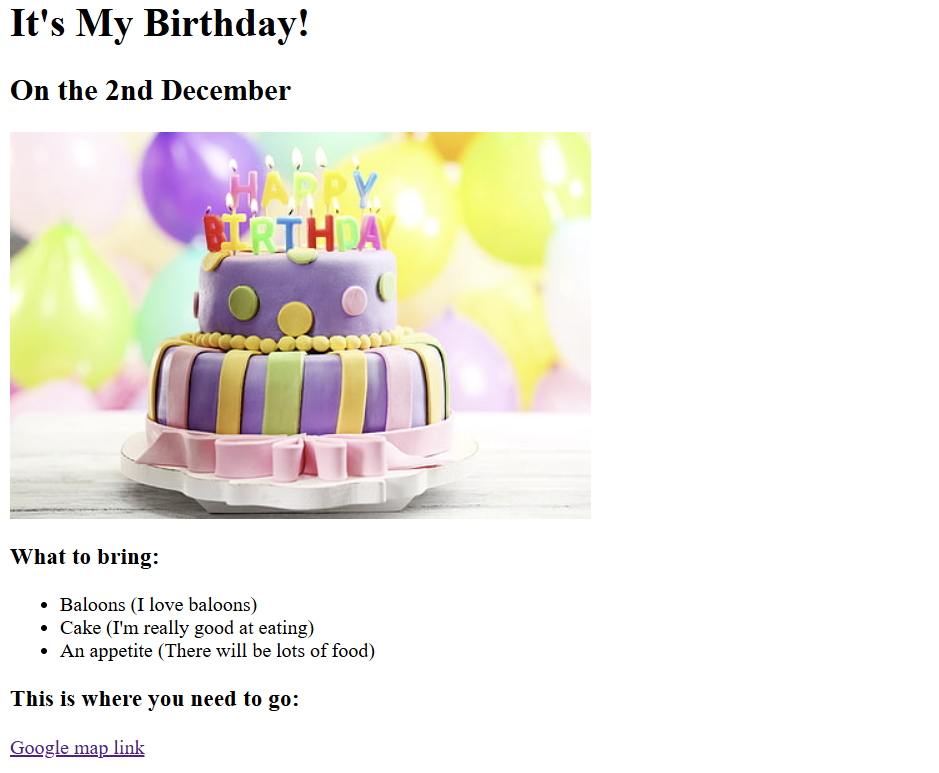 It's My Birthday!
On the 2nd December
HAPPY
BIRTHDAY
What to bring:
Baloons (I love baloons)
Cake (I'm really good at eating)
An appetite (There will be lots of food)
This is where you need to go:
Google map link